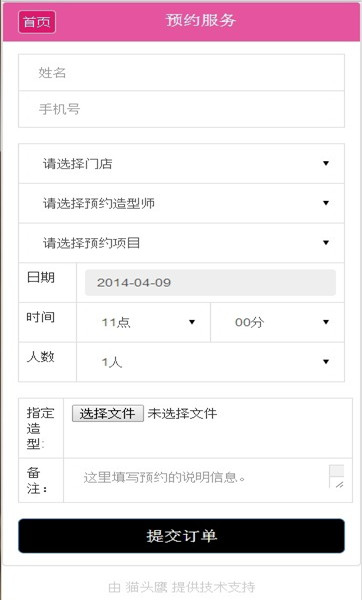 首页
预约服务
姓名
手机号
请选择门店
请选择预约造型师
请选择预约项目
日期 2014-04-09
时间 11点 00分
人数 1人
指定造型: 选择文件 未选择文件
备注: 这里填写预约的说明信息。
提交订单
由 猫头鹰 提供技术支持